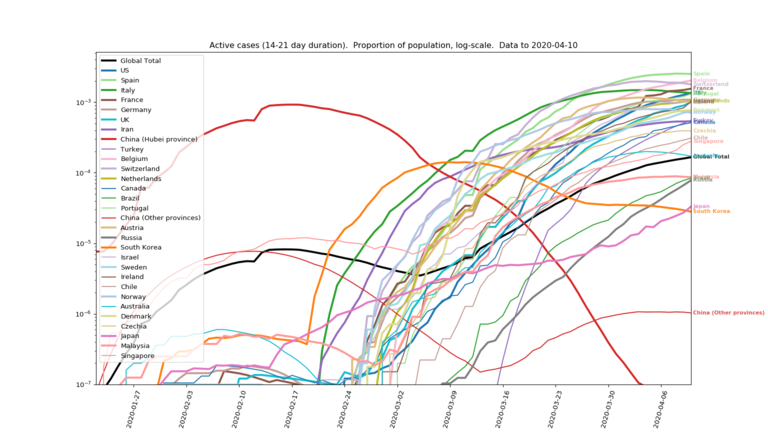 Active cases (14-21 day duration).  Proportion of population, log-scale.  Data to 2020-04-10
Global Total
US
Spain
Italy
France
Germany
UK
Iran
China (Hubei province)
Turkey
Belgium
Switzerland
Netherlands
Canada
Brazil
Portugal
China (Other provinces)
Austria
Russia
South Korea
Israel
Sweden
Ireland
Chile
Norway
Australia
Denmark
Czechia
Japan
Malaysia
Singapore
10⁻³
10⁻⁴
10⁻⁵
10⁻⁶
10⁻⁷
Spain
Belgium
Switzerland
France
Czechia
Chile
Singapore
Global Total
Russia
Japan
South Korea
China (Other provinces)
2020-01-27
2020-02-03
2020-02-10
2020-02-17
2020-02-24
2020-03-02
2020-03-09
2020-03-16
2020-03-23
2020-03-30
2020-04-06